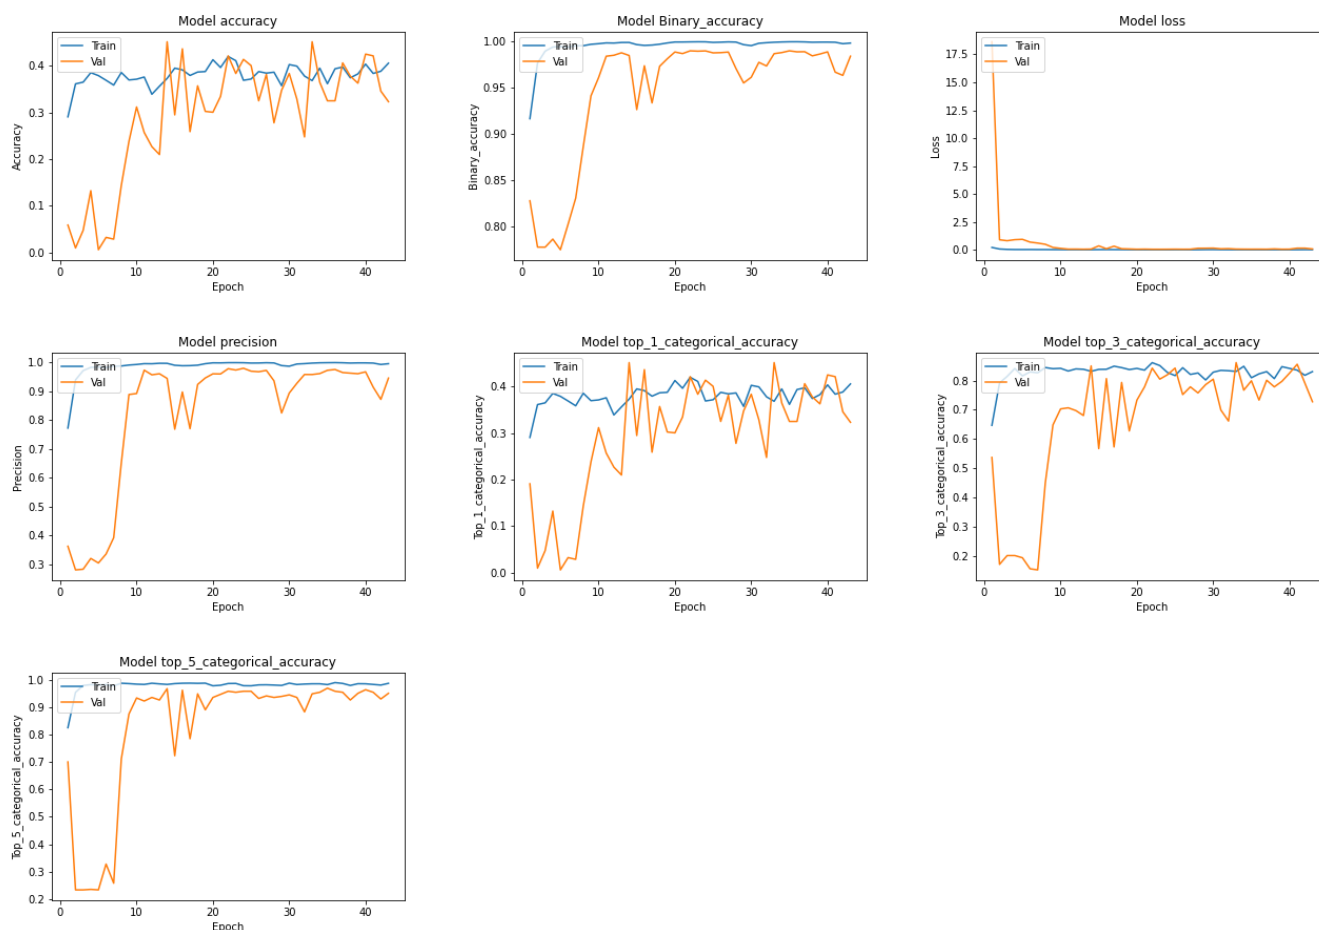 Model accuracy
Train
Val
0.4
0.3
0.2
0.1
0.0
Accuracy
0
10
20
30
40
Epoch
Model Binary_accuracy
Train
Val
1.00
0.95
0.90
0.85
0.80
Binary_accuracy
0
10
20
30
40
Epoch
Model loss
Train
Val
17.5
15.0
12.5
10.0
7.5
5.0
2.5
0.0
Loss
0
10
20
30
40
Epoch
Model precision
Train
Val
1.0
0.9
0.8
0.7
0.6
0.5
0.4
0.3
Precision
0
10
20
30
40
Epoch
Model top_1_categorical_accuracy
Train
Val
0.4
0.3
0.2
0.1
0.0
Top_1_categorical_accuracy
0
10
20
30
40
Epoch
Model top_3_categorical_accuracy
Train
Val
0.8
0.7
0.6
0.5
0.4
0.3
0.2
Top_3_categorical_accuracy
0
10
20
30
40
Epoch
Model top_5_categorical_accuracy
Train
Val
1.0
0.9
0.8
0.7
0.6
0.5
0.4
0.3
0.2
Top_5_categorical_accuracy
0
10
20
30
40
Epoch